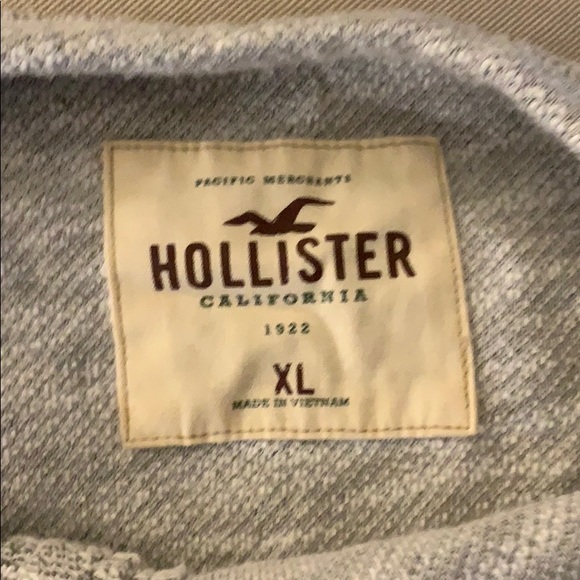 PACIFIC MERCHANTS
HOLLISTER
CALIFORNIA
1922
XL
MADE IN VIETNAM